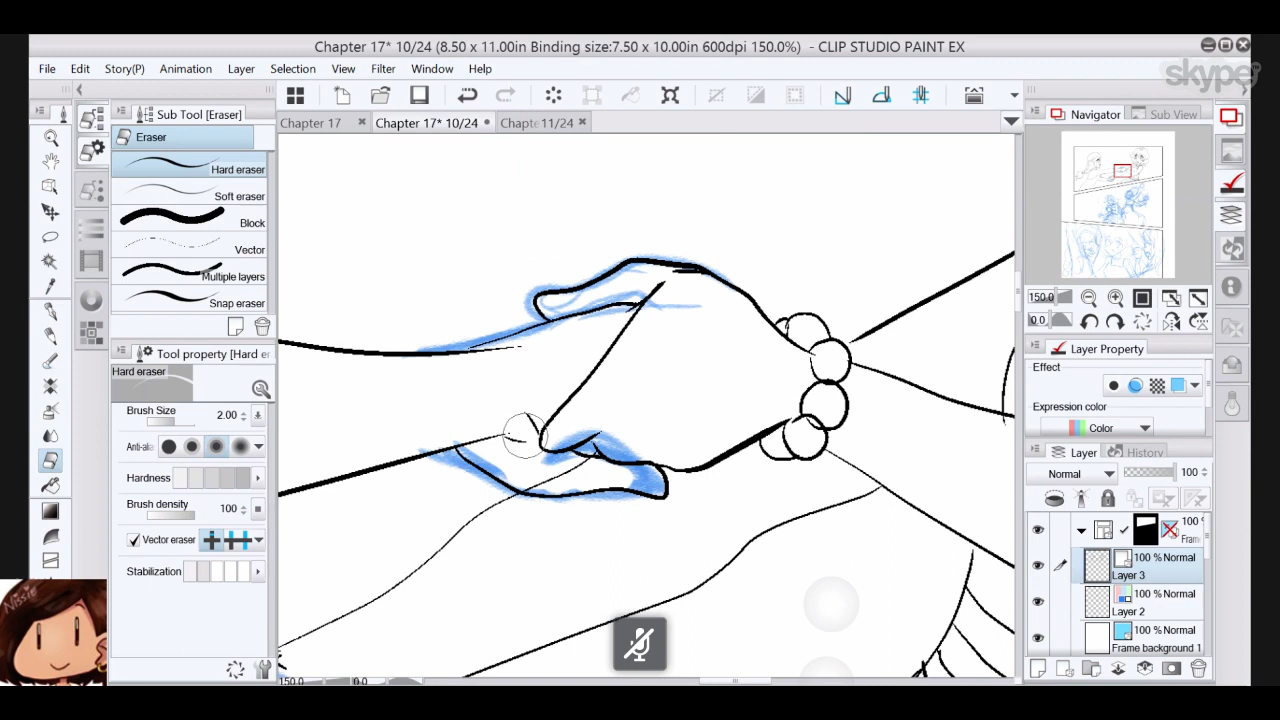 Chapter 17* 10/24 (8.50 x 11.00in Binding size:7.50 x 10.00in 600dpi 150.0%) - CLIP STUDIO PAINT EX
skype
File Edit Story(P) Animation Layer Selection View Filter Window Help
Sub Tool [Eraser]
Eraser
Hard eraser
Soft eraser
Block
Vector
Multiple layers
Snap eraser
Tool property [Hard er
Hard eraser
Brush Size 2.00
Anti-ali
Hardness
Brush density 100
Vector eraser
Stabilization
Nissie
Chapter 17 Chapter 17* 10/24 Chapte 11/24
150.0 0.0
Navigator Sub View
150.0
0.0
Layer Property
Effect
Expression color
Color
Layer History
Normal 100
100 %
Fram
100 % Normal
Layer 3
100 % Normal
Layer 2
100 % Normal
Frame background 1